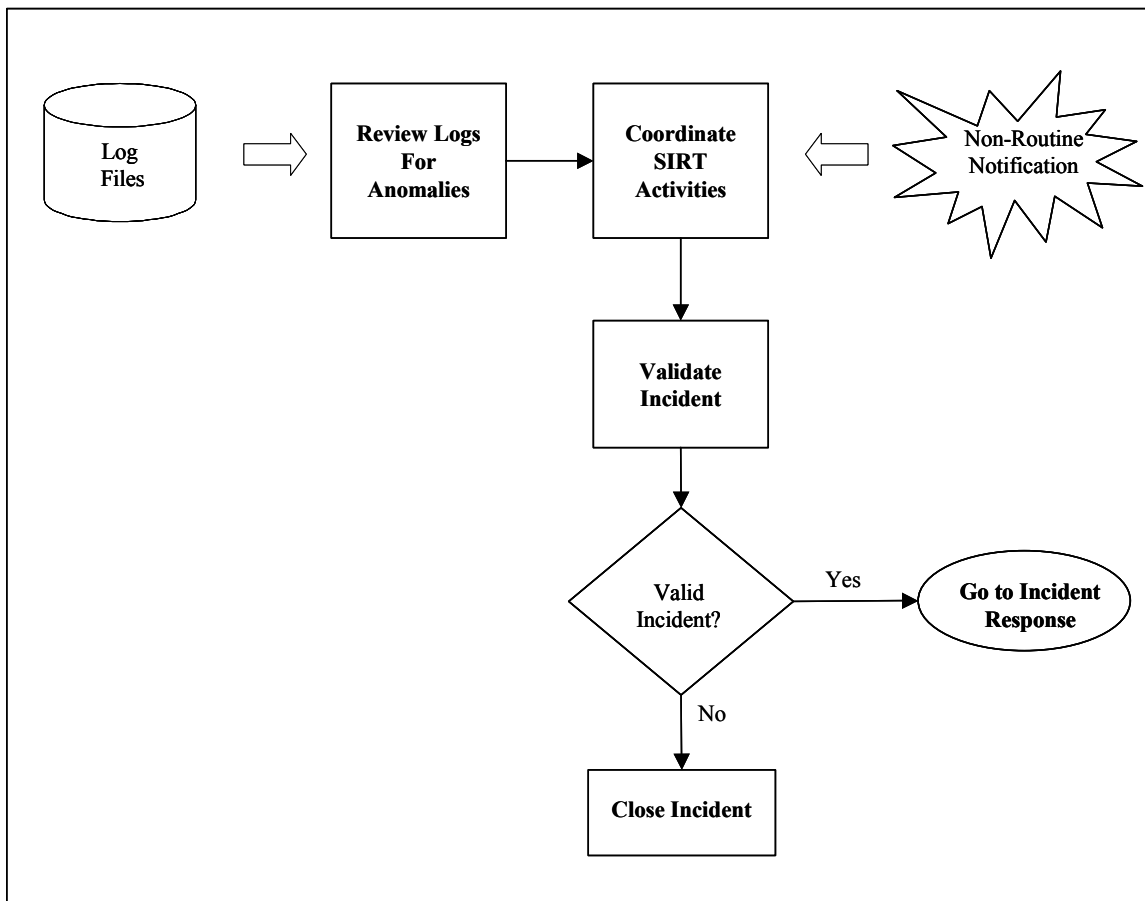 Log
Files
Review Logs
For
Anomalies
Coordinate
SIRT
Activities
Non-Routine
Notification
Validate
Incident
Valid
Incident?
Yes
Go to Incident
Response
No
Close Incident